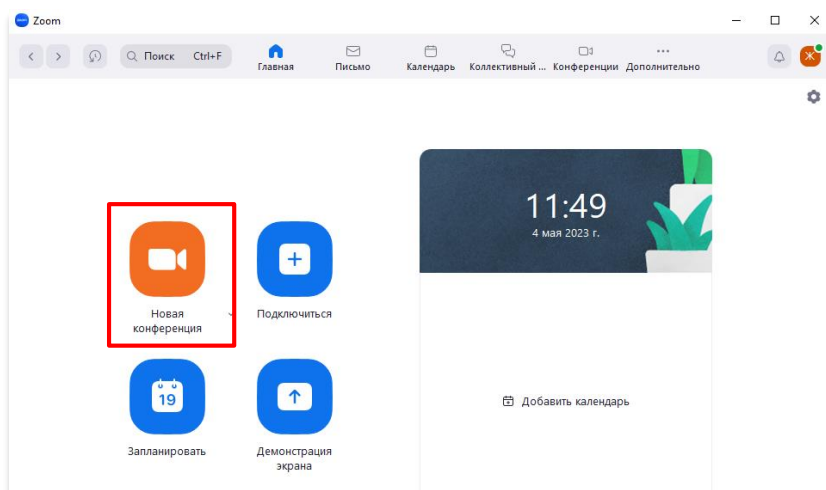 Zoom
Поиск Ctrl+F
Главная
Письмо
Календарь
Коллективный ...
Конференции
Дополнительно
Ж
11:49
4 мая 2023 г.
Новая
конференция
Подключиться
19
Запланировать
Демонстрация
экрана
Добавить календарь